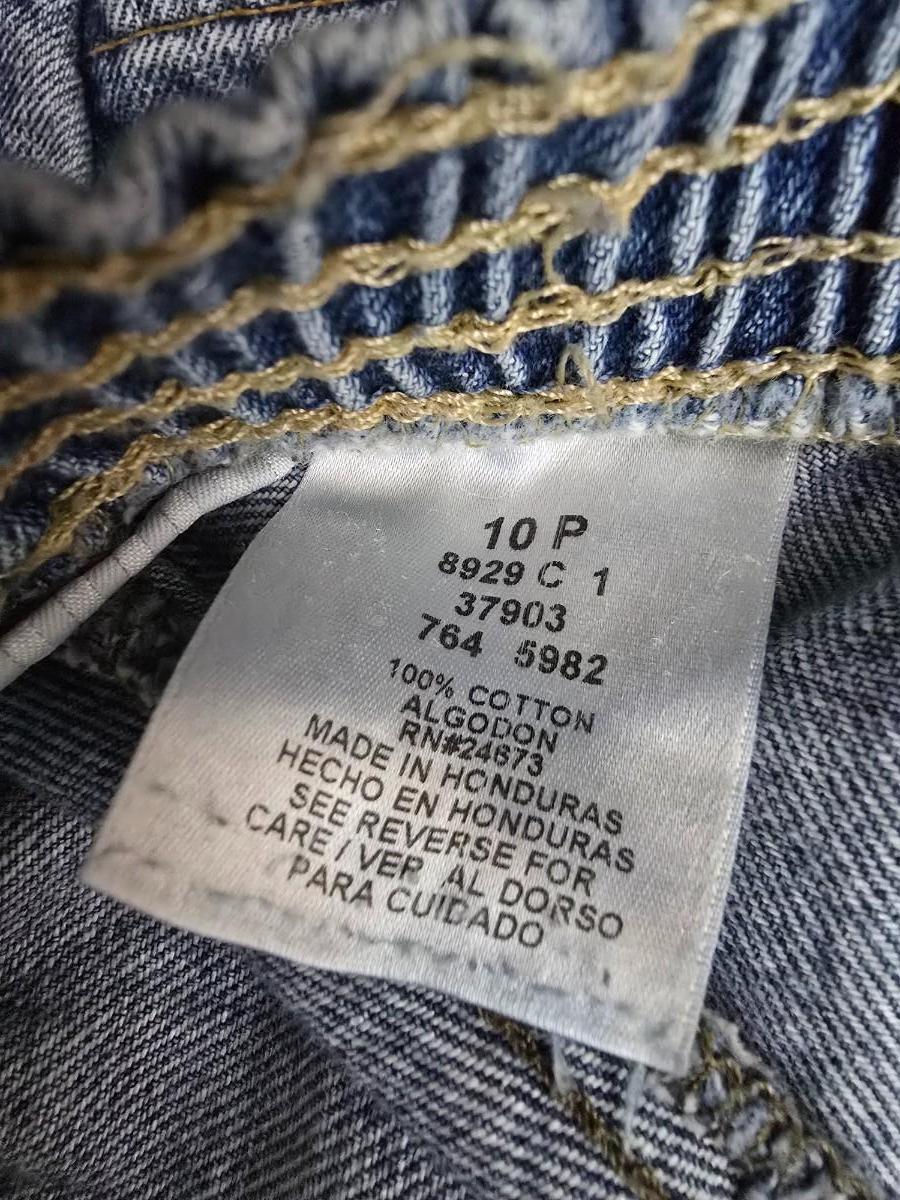 10 P
8929 C 1
37903
764 5982
100% COTTON
ALGODON
RN#24673
MADE IN HONDURAS
HECHO EN HONDURAS
SEE REVERSE FOR
CARE / VER AL DORSO
PARA CUIDADO